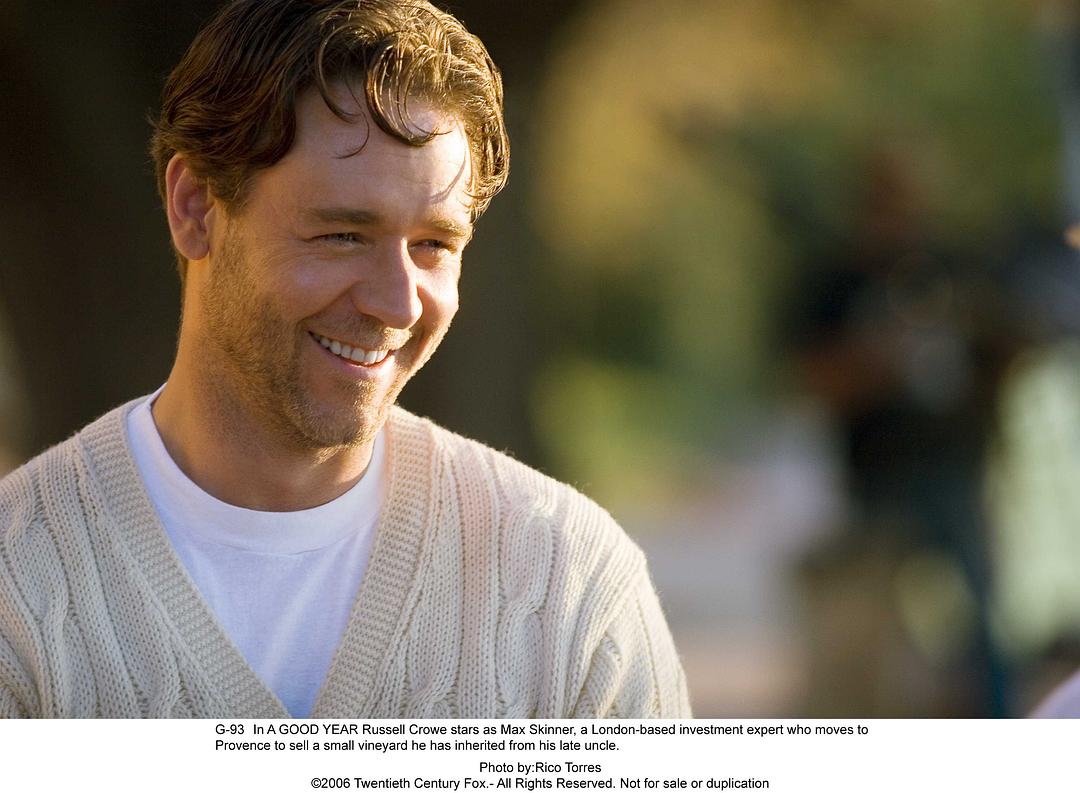 G-93  In A GOOD YEAR Russell Crowe stars as Max Skinner, a London-based investment expert who moves to
Provence to sell a small vineyard he has inherited from his late uncle.
Photo by:Rico Torres
©2006 Twentieth Century Fox.- All Rights Reserved. Not for sale or duplication